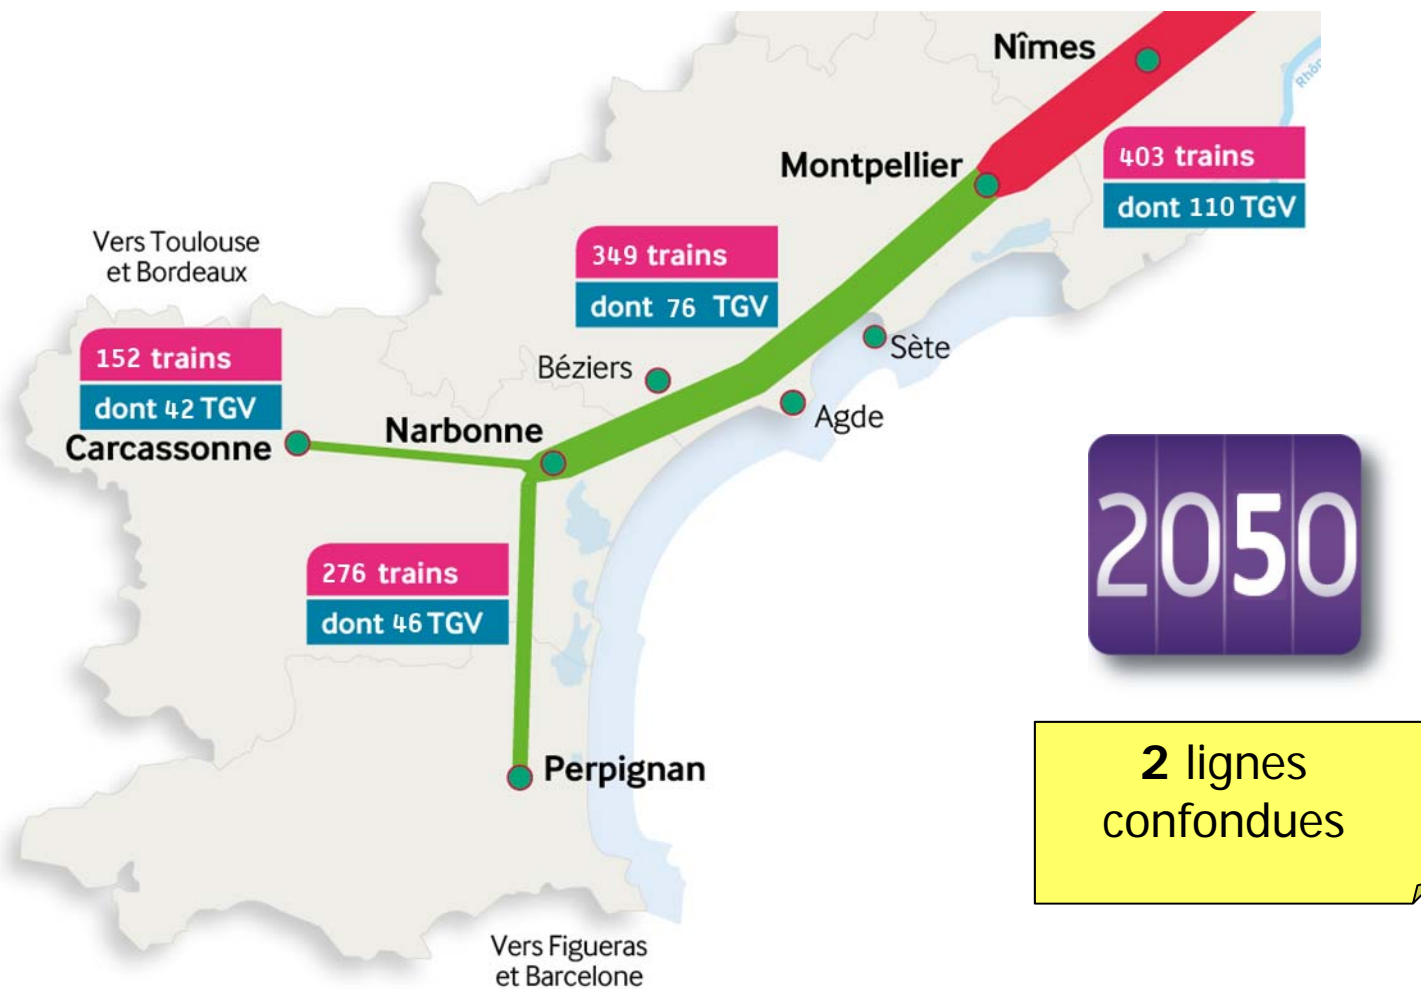 Nîmes
Rhôn
Montpellier
403 trains
dont 110 TGV
Vers Toulouse
et Bordeaux
349 trains
dont 76 TGV
152 trains
dont 42 TGV
Béziers
Sète
Agde
Narbonne
Carcassonne
2050
276 trains
dont 46 TGV
Perpignan
2 lignes
confondues
Vers Figueras
et Barcelone